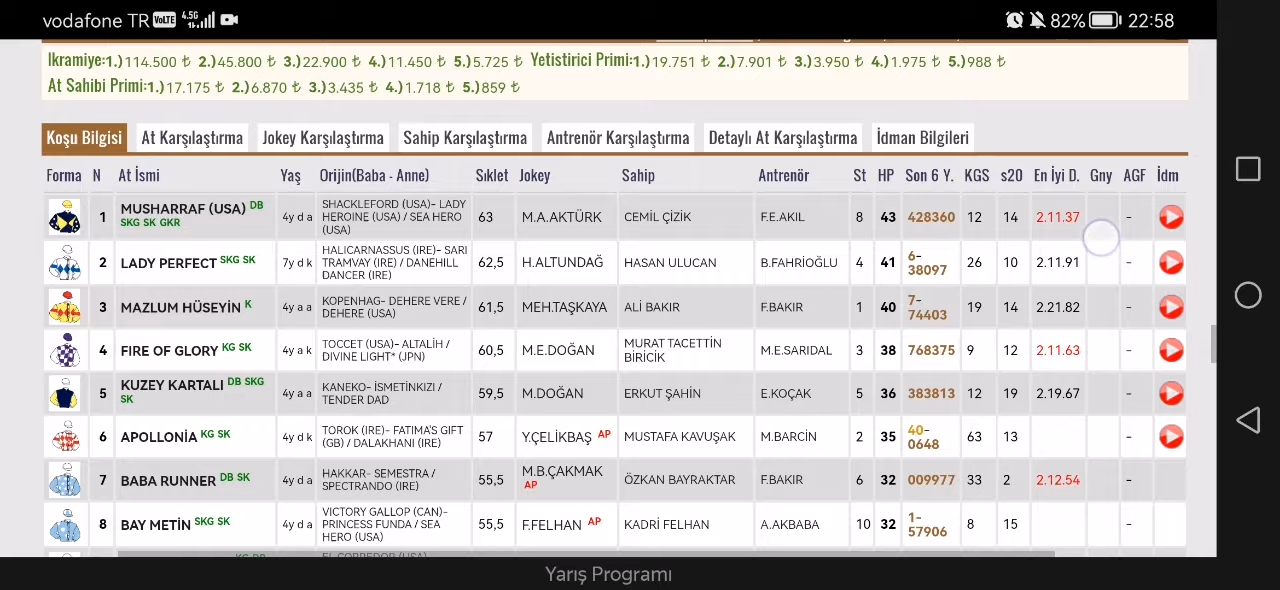 vodafone TR VoLTE 4.5G 82% 22:58
Ikramiye:1.)114.500 ₺ 2.)45.800 ₺ 3.)22.900 ₺ 4.)11.450 ₺ 5.)5.725 ₺ Yetistirici Primi:1.)19.751 ₺ 2.)7.901 ₺ 3.)3.950 ₺ 4.)1.975 ₺ 5.)988 ₺
At Sahibi Primi:1.)17.175 ₺ 2.)6.870 ₺ 3.)3.435 ₺ 4.)1.718 ₺ 5.)859 ₺
Koşu Bilgisi At Karşılaştırma Jokey Karşılaştırma Sahip Karşılaştırma Antrenör Karşılaştırma Detaylı At Karşılaştırma İdman Bilgileri
Forma N At İsmi Yaş Orijin(Baba - Anne) Sıklet Jokey Sahip Antrenör St HP Son 6 Y. KGS s20 En İyi D. Gny AGF İdm
1 MUSHARRAF (USA) DB SKG SK GKR 4y d a SHACKLEFORD (USA)- LADY HEROINE (USA) / SEA HERO (USA) 63 M.A.AKTÜRK CEMİL ÇİZİK F.E.AKIL 8 43 428360 12 14 2.11.37 -
2 LADY PERFECT SKG SK 7y d k HALICARNASSUS (IRE)- SARI TRAMVAY (IRE) / DANEHILL DANCER (IRE) 62,5 H.ALTUNDAĞ HASAN ULUCAN B.FAHRİOĞLU 4 41 6-38097 26 10 2.11.91 -
3 MAZLUM HÜSEYİN K 4y a a KOPENHAG- DEHERE VERE / DEHERE (USA) 61,5 MEH.TAŞKAYA ALİ BAKIR F.BAKIR 1 40 7-74403 19 14 2.21.82 -
4 FIRE OF GLORY KG SK 4y a k TOCCET (USA)- ALTALİH / DIVINE LIGHT* (JPN) 60,5 M.E.DOĞAN MURAT TACETTİN BİRİCİK M.E.SARIDAL 3 38 768375 9 12 2.11.63 -
5 KUZEY KARTALI DB SKG SK 4y a a KANEKO- İSMETİNKIZI / TENDER DAD 59,5 M.DOĞAN ERKUT ŞAHİN E.KOÇAK 5 36 383813 12 19 2.19.67 -
6 APOLLONİA KG SK 4y d k TOROK (IRE)- FATIMA'S GIFT (GB) / DALAKHANI (IRE) 57 Y.ÇELİKBAŞ AP MUSTAFA KAVUŞAK M.BARCİN 2 35 40-0648 63 13 -
7 BABA RUNNER DB SK 4y d a HAKKAR- SEMESTRA / SPECTRANDO (IRE) 55,5 M.B.ÇAKMAK AP ÖZKAN BAYRAKTAR F.BAKIR 6 32 009977 33 2 2.12.54 -
8 BAY METİN SKG SK 4y d a VICTORY GALLOP (CAN)- PRINCESS FUNDA / SEA HERO (USA) 55,5 F.FELHAN AP KADRİ FELHAN A.AKBABA 10 32 1-57906 8 15 -
Yarış Programı